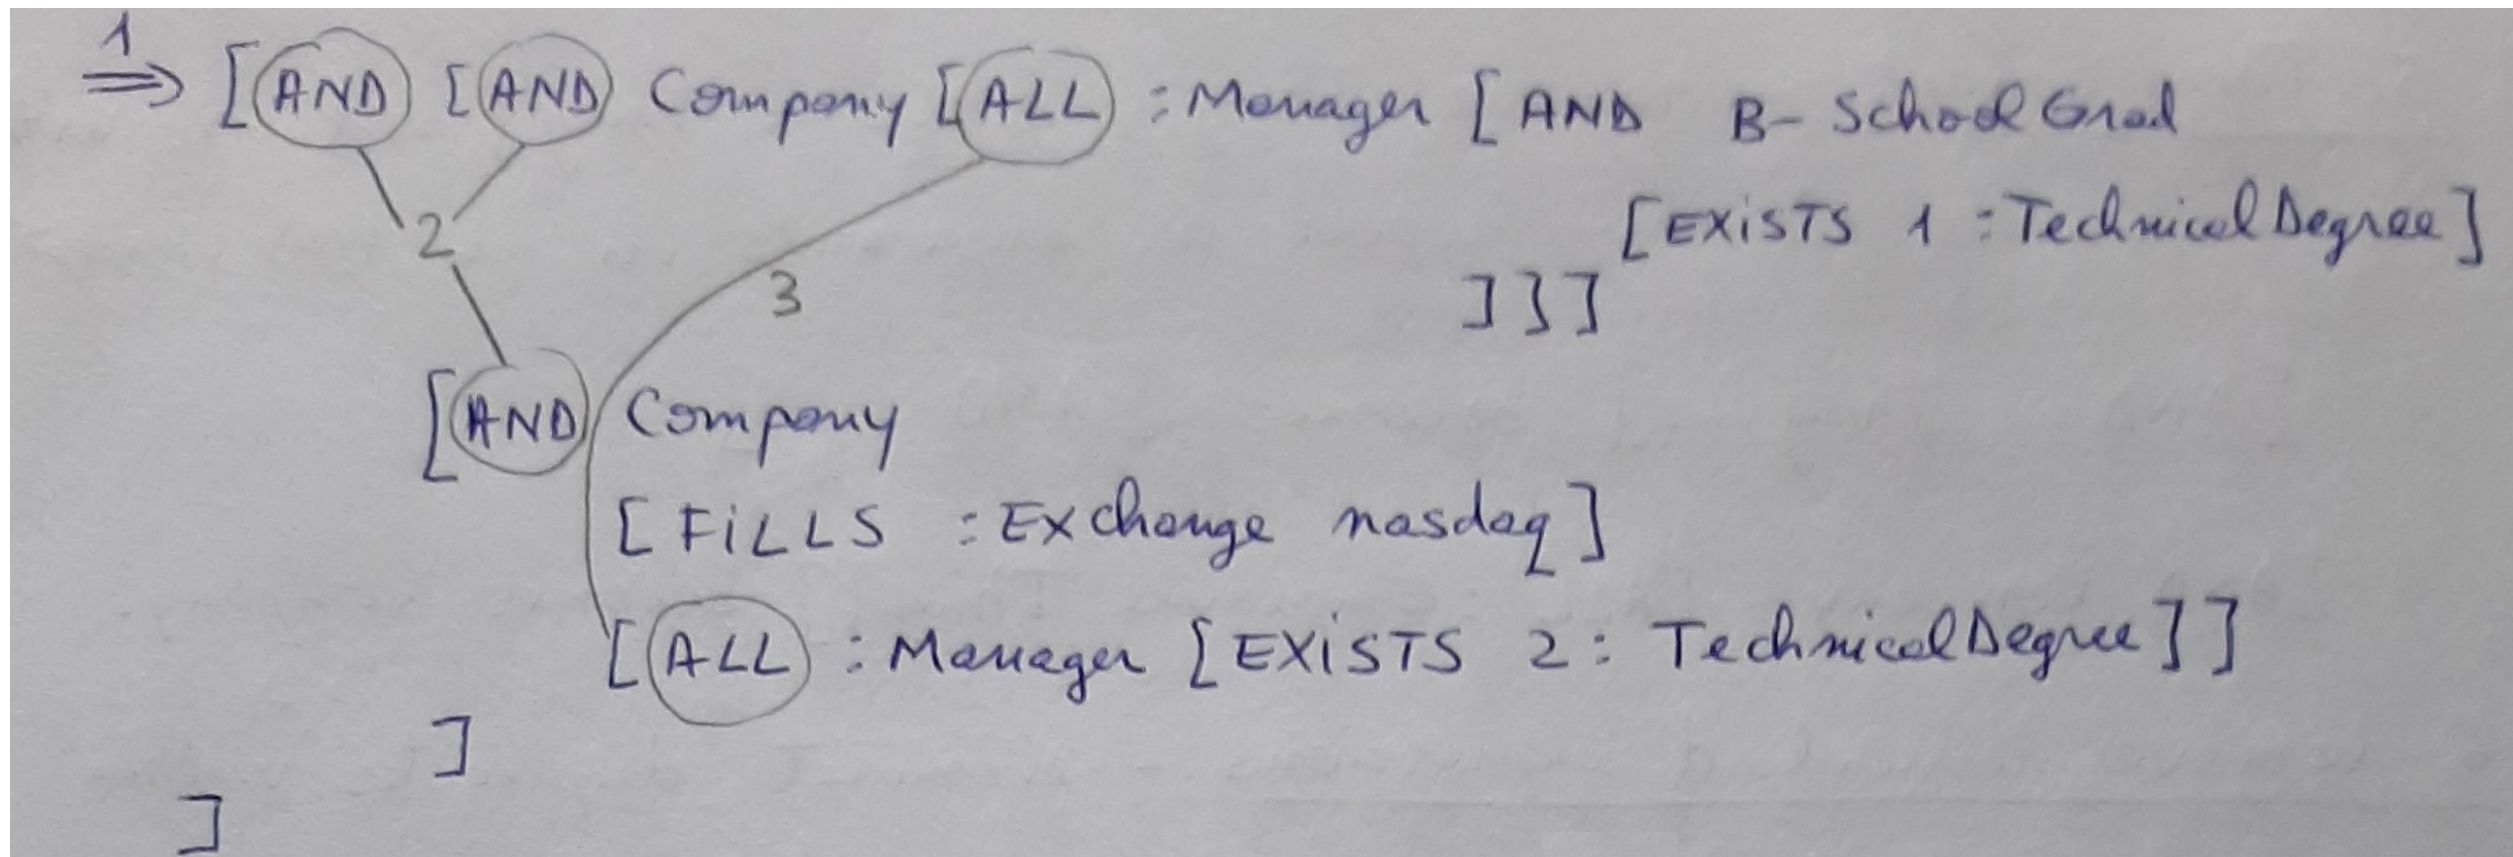 1
⇒ [AND [AND Company [ALL :Manager [AND B-SchoolGrad
[EXiSTS 1 :TechnicalDegree]
2
3
]]]
[AND Company
[FiLLS :Exchange nasdaq]
[ALL :Manager [EXiSTS 2: TechnicalDegree]]
]
]